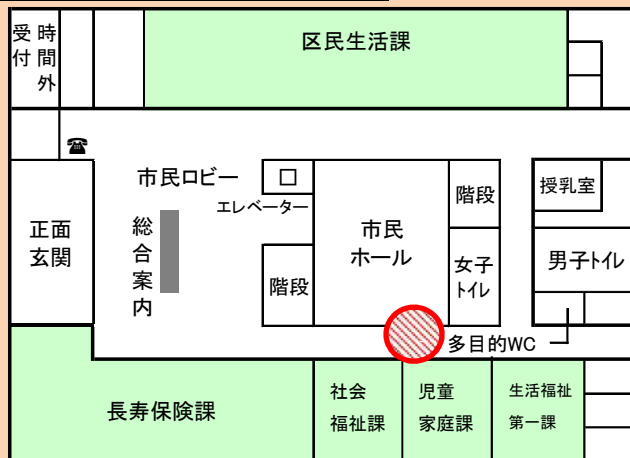 時間外
受付
区民生活課
☎
市民ロビー
エレベーター
正面
玄関
総合案内
階段
市民
ホール
階段
女子
トイレ
授乳室
男子トイレ
多目的WC
長寿保険課
社会
福祉課
児童
家庭課
生活福祉
第一課